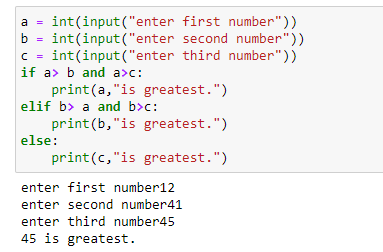 a = int(input("enter first number"))
b = int(input("enter second number"))
c = int(input("enter third number"))
if a> b and a>c:
    print(a,"is greatest.")
elif b> a and b>c:
    print(b,"is greatest.")
else:
    print(c,"is greatest.")
enter first number12
enter second number41
enter third number45
45 is greatest.